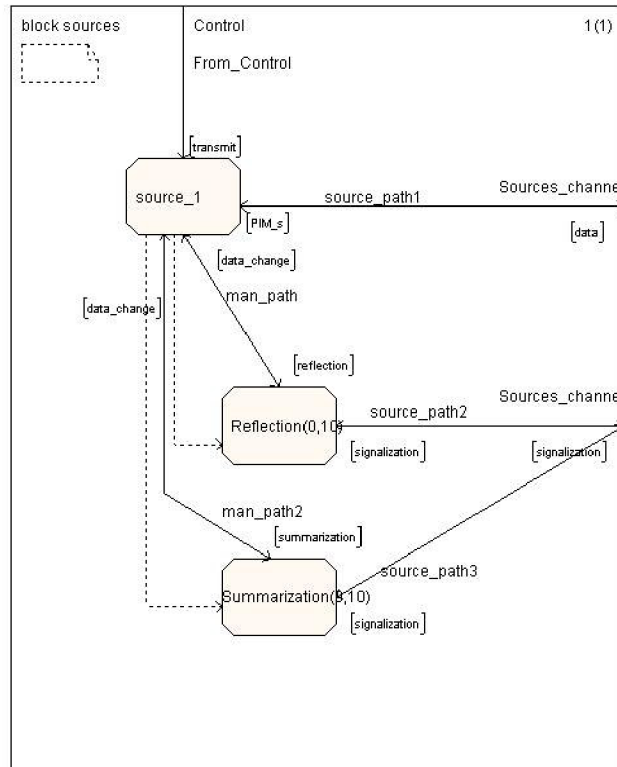 block sources
Control
1(1)
From_Control
[transmit]
source_1
source_path1
Sources_channe
[PIM_s]
[data]
[data_change]
man_path
[data_change]
[reflection]
Sources_channe
source_path2
Reflection(0,10)
[signalization]
[signalization]
man_path2
[summarization]
source_path3
Summarization(0,10)
[signalization]